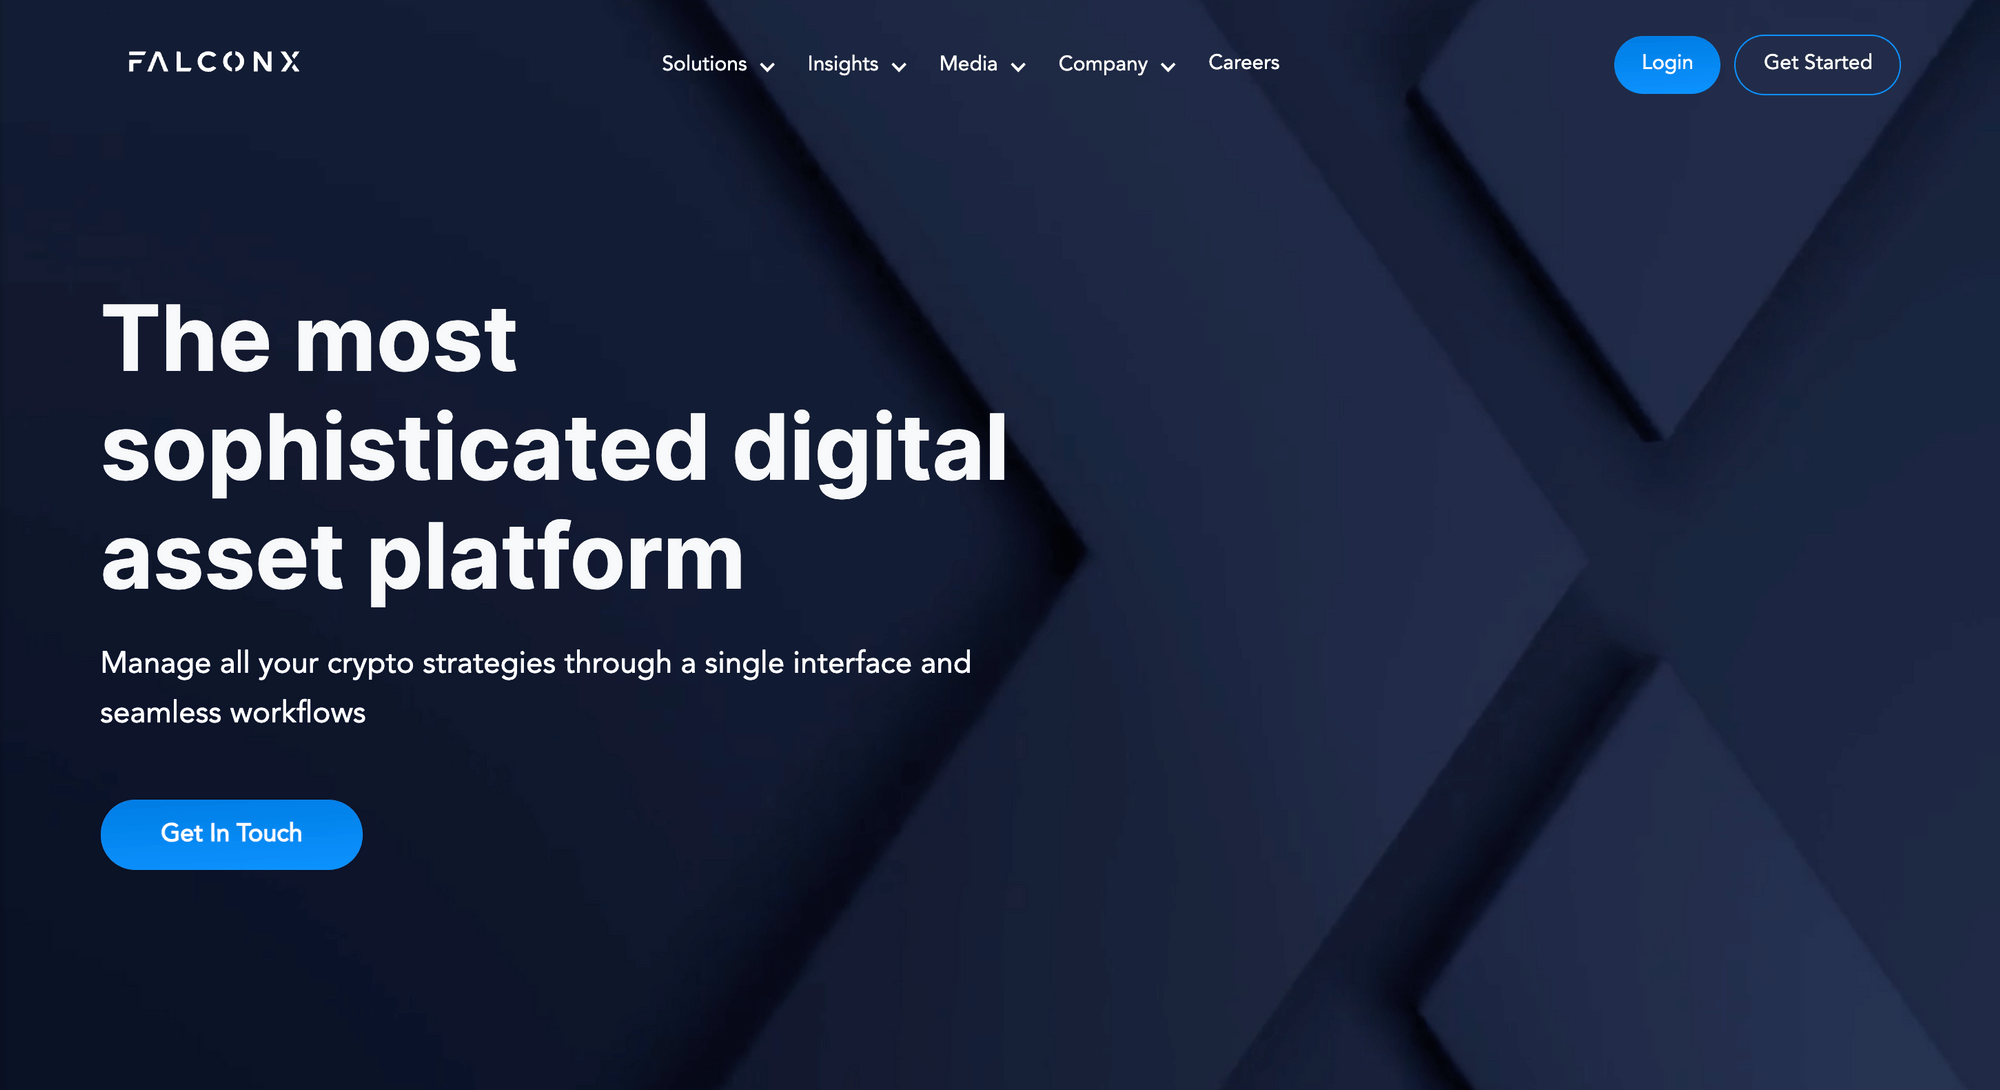 FALCONX
Solutions Insights Media Company Careers
Login Get Started
The most
sophisticated digital
asset platform
Manage all your crypto strategies through a single interface and
seamless workflows
Get In Touch